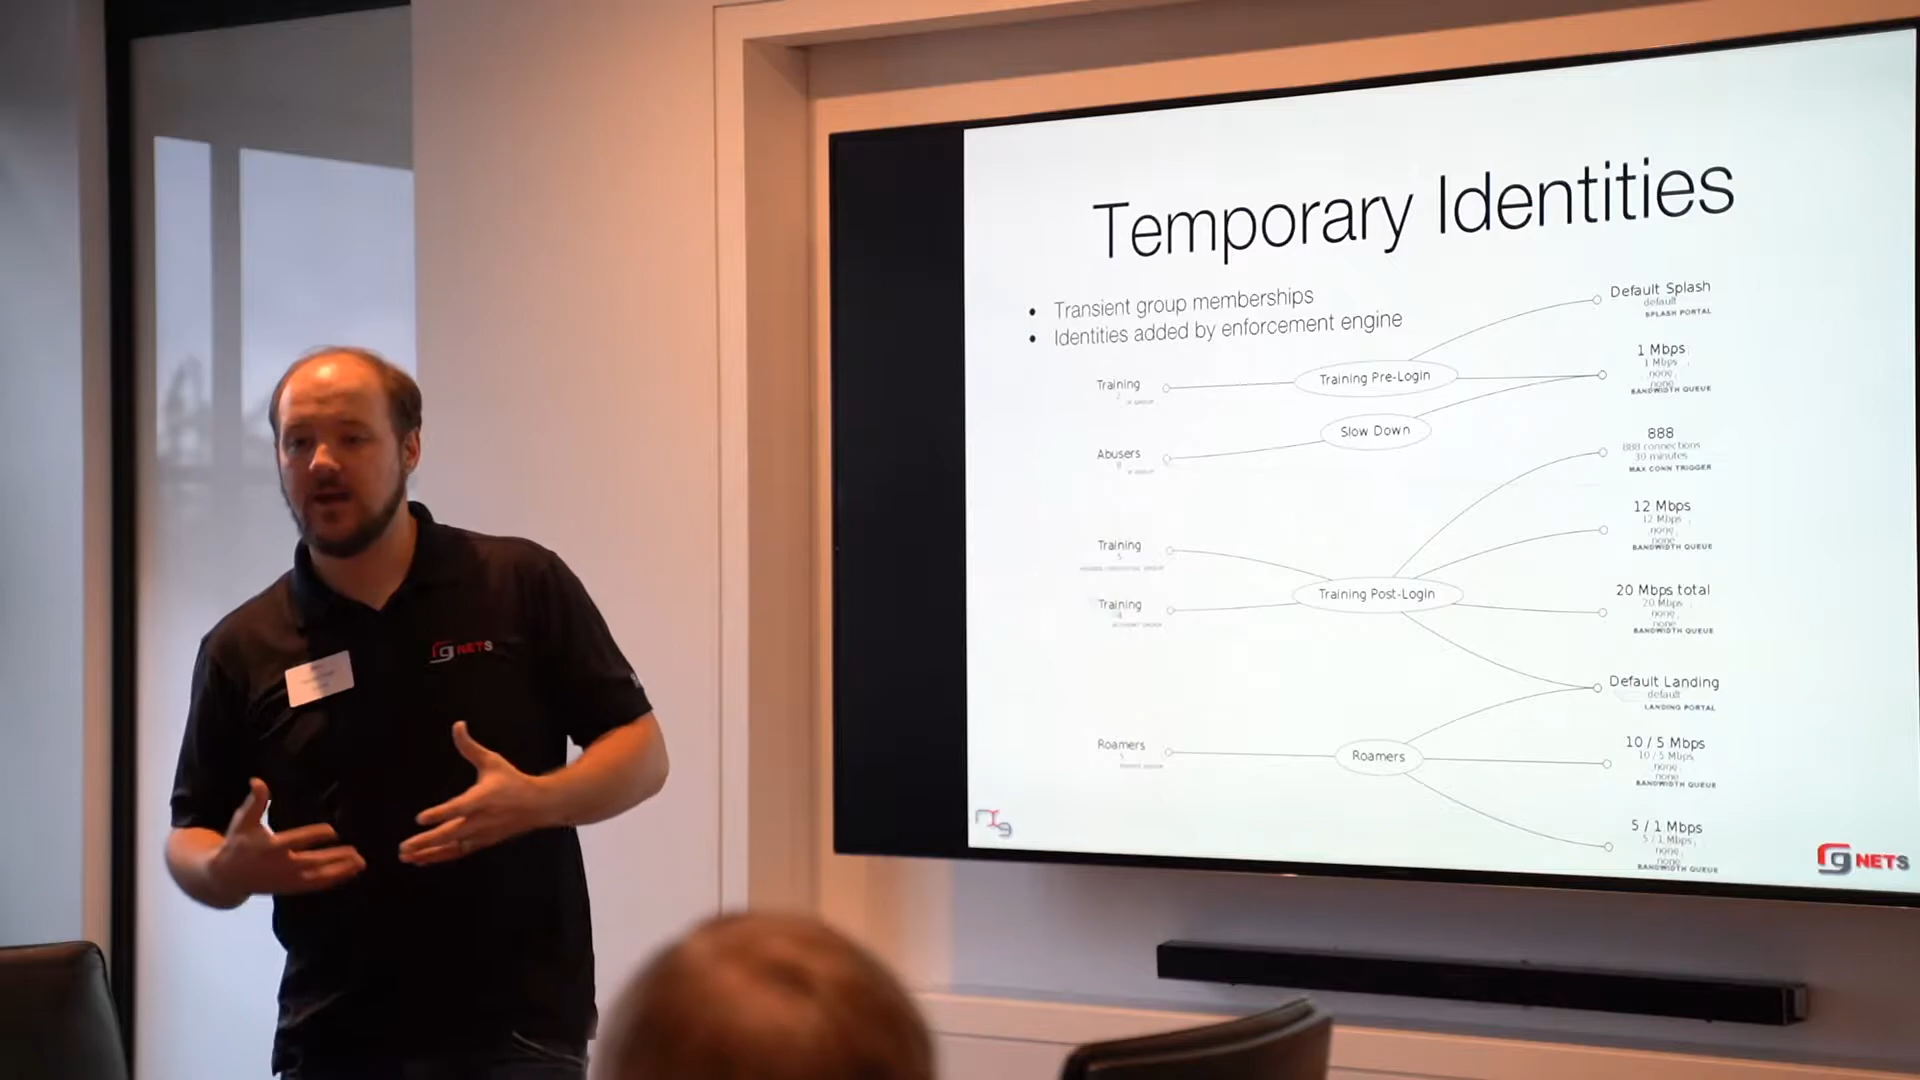 Temporary Identities
• Transient group memberships
• Identities added by enforcement engine
Default Splash
default
SPLASH PORTAL
1 Mbps
1 Mbps
none
none
BANDWIDTH QUEUE
Training
Training Pre-Login
Slow Down
Abusers
888
888 connections
30 minutes
MAX CONN TRIGGER
12 Mbps
12 Mbps
none
none
BANDWIDTH QUEUE
Training
Training
Training Post-Login
20 Mbps total
20 Mbps
none
none
BANDWIDTH QUEUE
Default Landing
default
LANDING PORTAL
Roamers
Roamers
10 / 5 Mbps
10 / 5 Mbps
none
none
BANDWIDTH QUEUE
5 / 1 Mbps
5 / 1 Mbps
none
none
BANDWIDTH QUEUE
rg NETS
rg NETS